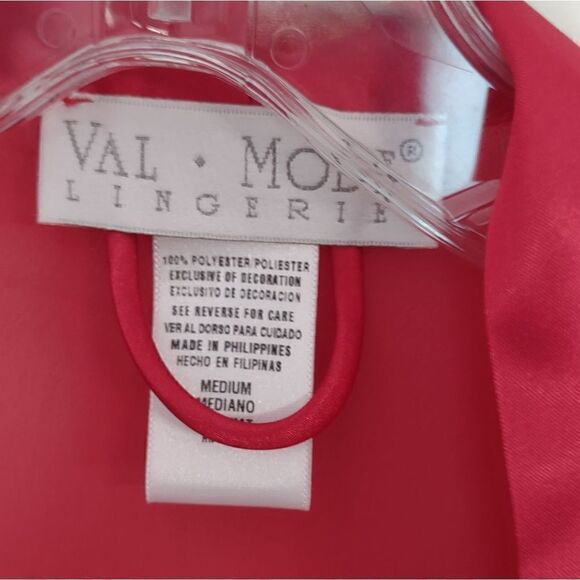 VAL • MODE®
LINGERIE
100% POLYESTER/POLIESTER
EXCLUSIVE OF DECORATION
EXCLUSIVO DE DECORACION
SEE REVERSE FOR CARE
VER AL DORSO PARA CUIDADO
MADE IN PHILIPPINES
HECHO EN FILIPINAS
MEDIUM
MEDIANO